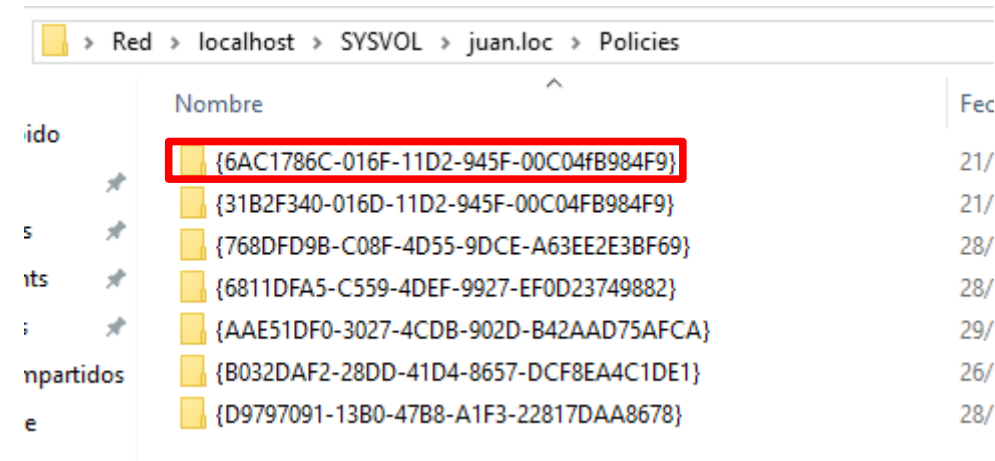 Red > localhost > SYSVOL > juan.loc > Policies
Nombre
{6AC1786C-016F-11D2-945F-00C04fB984F9} 21/
{31B2F340-016D-11D2-945F-00C04FB984F9} 21/
{768DFD9B-C08F-4D55-9DCE-A63EE2E3BF69} 28/
{6811DFA5-C559-4DEF-9927-EF0D23749882} 28/
{AAE51DF0-3027-4CDB-902D-B42AAD75AFCA} 29/
{B032DAF2-28DD-41D4-8657-DCF8EA4C1DE1} 26/
{D9797091-13B0-47B8-A1F3-22817DAA8678} 28/